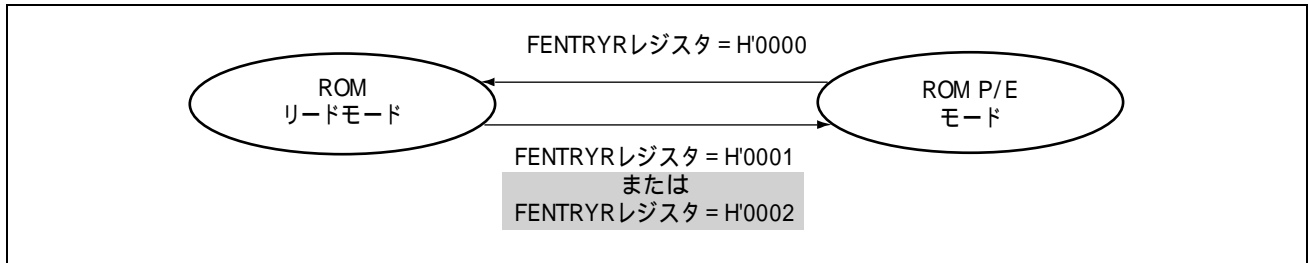 FENTRYRレジスタ = H'0000
ROM
リードモード
ROM P/E
モード
FENTRYRレジスタ = H'0001
または
FENTRYRレジスタ = H'0002